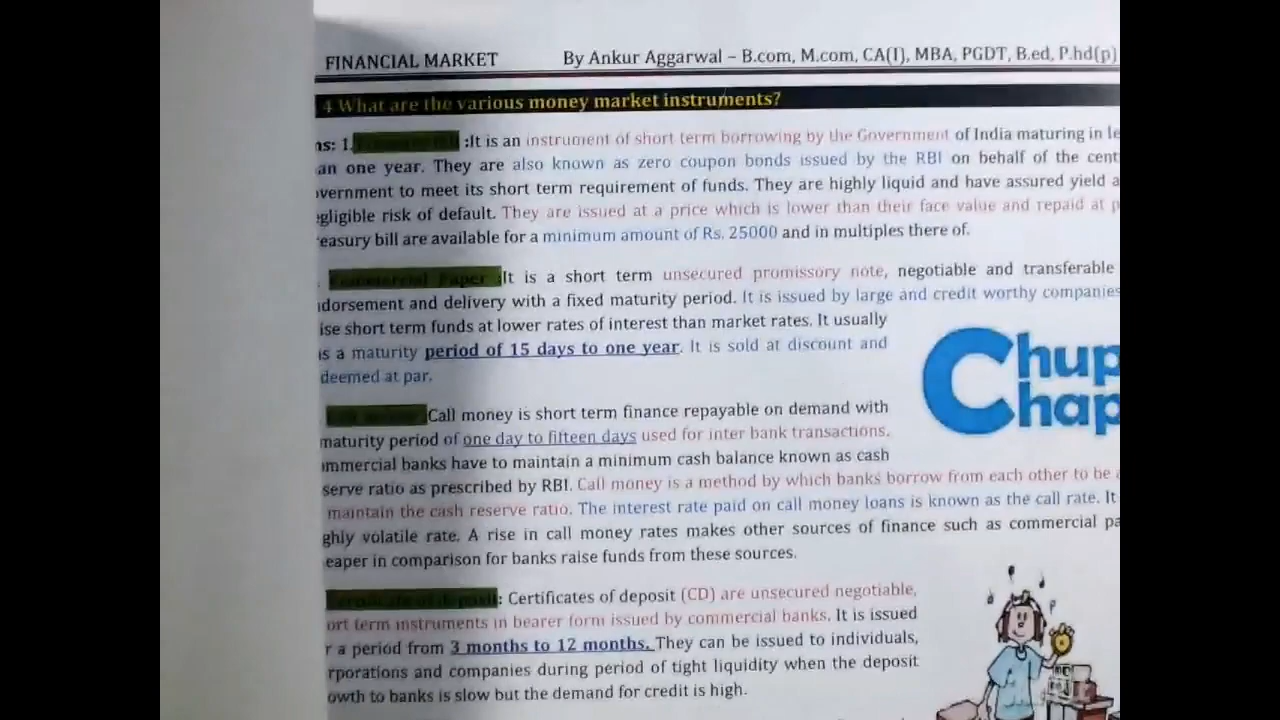 FINANCIAL MARKET By Ankur Aggarwal – B.com, M.com, CA(I), MBA, PGDT, B.ed, P.hd(p)
4 What are the various money market instruments?
ns: 1. :It is an instrument of short term borrowing by the Government of India maturing in le
an one year. They are also known as zero coupon bonds issued by the RBI on behalf of the cent
vernment to meet its short term requirement of funds. They are highly liquid and have assured yield a
egligible risk of default. They are issued at a price which is lower than their face value and repaid at p
easury bill are available for a minimum amount of Rs. 25000 and in multiples there of.
. Commercial Paper :It is a short term unsecured promissory note, negotiable and transferable
ndorsement and delivery with a fixed maturity period. It is issued by large and credit worthy companies
ise short term funds at lower rates of interest than market rates. It usually
s a maturity period of 15 days to one year. It is sold at discount and
deemed at par.
Chup
Chap
:Call money is short term finance repayable on demand with
maturity period of one day to fifteen days used for inter bank transactions.
mmercial banks have to maintain a minimum cash balance known as cash
serve ratio as prescribed by RBI. Call money is a method by which banks borrow from each other to be a
maintain the cash reserve ratio. The interest rate paid on call money loans is known as the call rate. It
ghly volatile rate. A rise in call money rates makes other sources of finance such as commercial pa
eaper in comparison for banks raise funds from these sources.
ertificate of deposit: Certificates of deposit (CD) are unsecured negotiable,
ort term instruments in bearer form issued by commercial banks. It is issued
r a period from 3 months to 12 months. They can be issued to individuals,
rporations and companies during period of tight liquidity when the deposit
owth to banks is slow but the demand for credit is high.